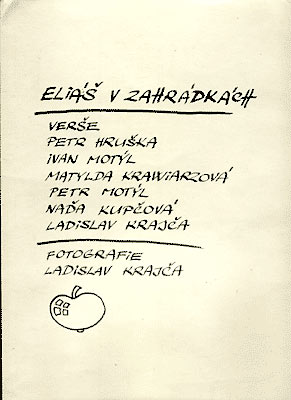 ELIÁŠ V ZAHRÁDKÁCH
VERŠE
PETR HRUŠKA
IVAN MOTÝL
MATYLDA KRAWIARZOVÁ
PETR MOTÝL
NAĎA KUPČOVÁ
LADISLAV KRAJČA
FOTOGRAFIE
LADISLAV KRAJČA